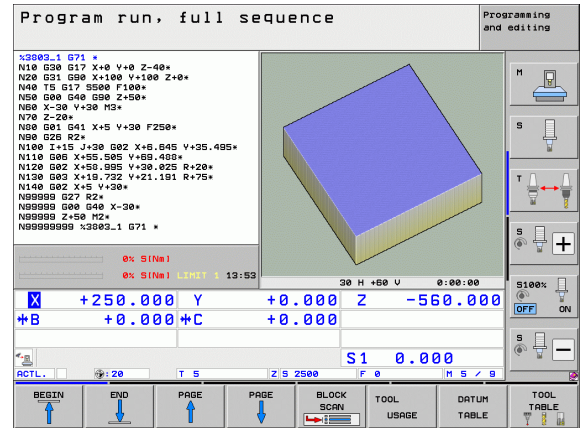 Program run, full sequence
Programming
and editing
%3803_1 G71 *
N10 G30 G17 X+0 Y+0 Z-40*
N20 G31 G90 X+100 Y+100 Z+0*
N40 T5 G17 S500 F100*
N50 G00 G40 G90 Z+50*
N60 X-30 Y+30 M3*
N70 Z-20*
N80 G01 G41 X+5 Y+30 F250*
N90 G26 R2*
N100 I+15 J+30 G02 X+6.645 Y+35.495*
N110 G06 X+55.505 Y+69.488*
N120 G02 X+58.995 Y+30.025 R+20*
N130 G03 X+19.732 Y+21.191 R+75*
N140 G02 X+5 Y+30*
N99999 G27 R2*
N99999 G00 G40 X-30*
N99999 Z+50 M2*
N99999999 %3803_1 G71 *
0% S[Nm]
0% S[Nm] LIMIT 1 13:53
30 H +60 V 0:00:00
X +250.000 Y +0.000 Z -560.000
B +0.000 C +0.000
S1 0.000
ACTL. : 20 T 5 Z S 2500 F 0 M 5 / 9
M
S
T
S
+
S100%
OFF ON
S
-
BEGIN
END
PAGE
PAGE
BLOCK
SCAN
TOOL
USAGE
DATUM
TABLE
TOOL
TABLE